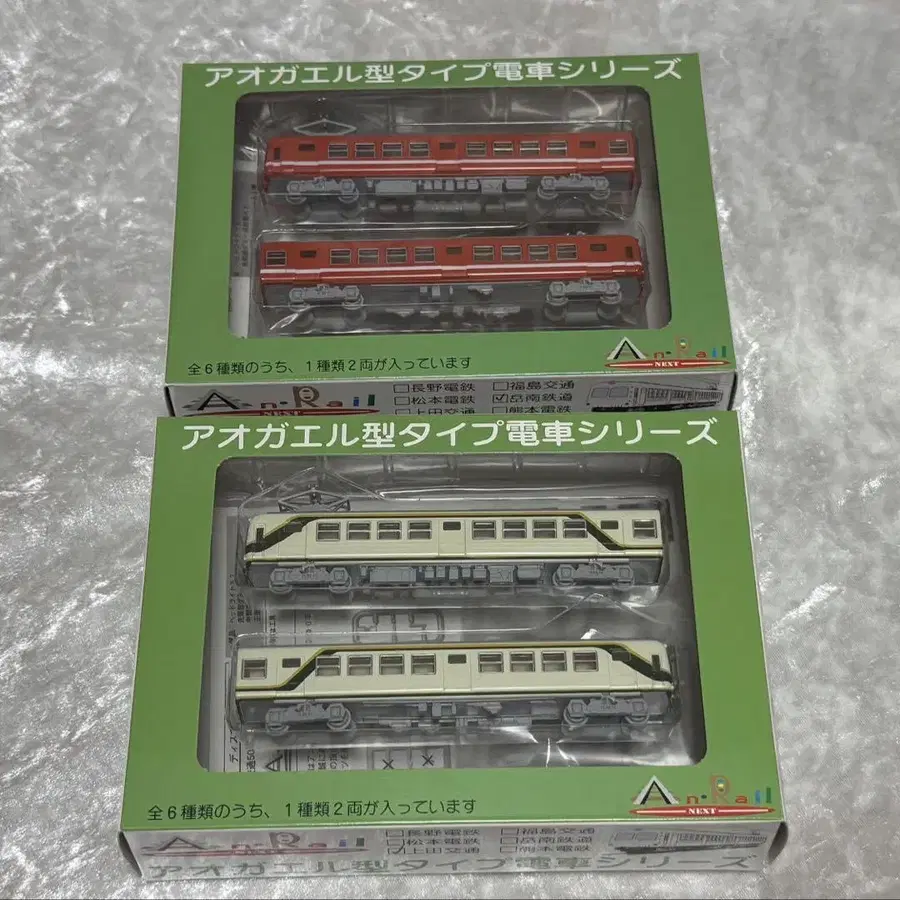 アオガエル型タイプ電車シリーズ
全6種類のうち、1種類2両が入っています
An-Rail
NEXT
An-Rail
NEXT
□長野電鉄 □福島交通
□松本電鉄 ☑岳南鉄道
□上田交通 □熊本電鉄
アオガエル型タイプ電車シリーズ
全6種類のうち、1種類2両が入っています
An-Rail
NEXT
□長野電鉄 □福島交通
□松本電鉄 □岳南鉄道
☑上田交通 □熊本電鉄
アオガエル型タイプ電車シリーズ